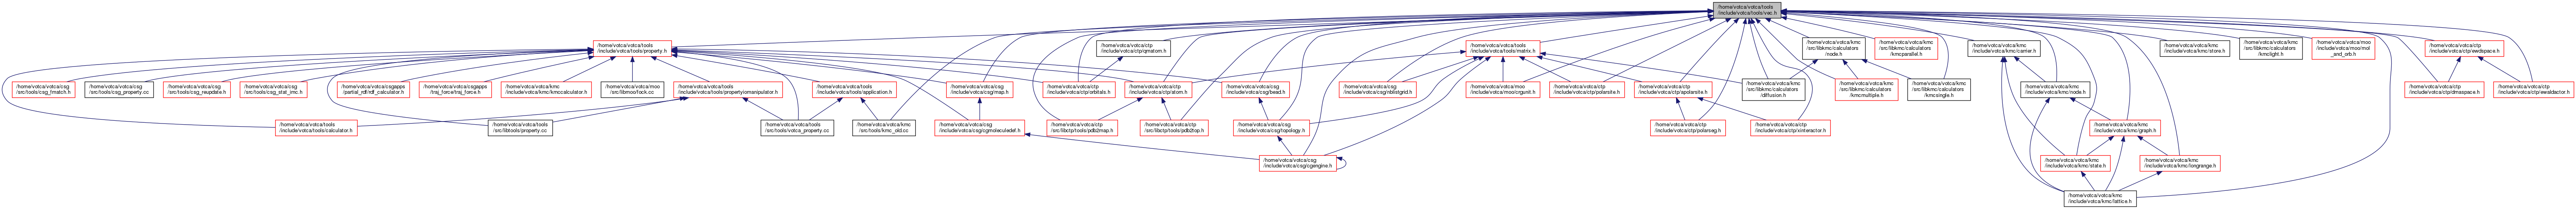 /home/votca/votca/tools
/include/votca/tools/vec.h
/home/votca/votca/tools
/include/votca/tools/property.h
/home/votca/votca/ctp
/include/votca/ctp/qmatom.h
/home/votca/votca/tools
/include/votca/tools/matrix.h
/home/votca/votca/kmc
/src/libkmc/calculators
/node.h
/home/votca/votca/kmc
/src/libkmc/calculators
/kmcparallel.h
/home/votca/votca/kmc
/include/votca/kmc/carrier.h
/home/votca/votca/kmc
/include/votca/kmc/store.h
/home/votca/votca/kmc
/src/libkmc/calculators
/kmclight.h
/home/votca/votca/moo
/include/votca/moo/mol
_and_orb.h
/home/votca/votca/ctp
/include/votca/ctp/ewdspace.h
/home/votca/votca/csg
/src/tools/csg_fmatch.h
/home/votca/votca/csg
/src/tools/csg_property.cc
/home/votca/votca/csg
/src/tools/csg_reupdate.h
/home/votca/votca/csg
/src/tools/csg_stat_imc.h
/home/votca/votca/csgapps
/partial_rdf/rdf_calculator.h
/home/votca/votca/csgapps
/traj_force/traj_force.h
/home/votca/votca/kmc
/include/votca/kmc/kmccalculator.h
/home/votca/votca/moo
/src/libmoo/fock.cc
/home/votca/votca/tools
/include/votca/tools/propertyiomanipulator.h
/home/votca/votca/tools
/include/votca/tools/application.h
/home/votca/votca/csg
/include/votca/csg/map.h
/home/votca/votca/ctp
/include/votca/ctp/orbitals.h
/home/votca/votca/ctp
/include/votca/ctp/atom.h
/home/votca/votca/csg
/include/votca/csg/bead.h
/home/votca/votca/csg
/include/votca/csg/nblistgrid.h
/home/votca/votca/moo
/include/votca/moo/crgunit.h
/home/votca/votca/ctp
/include/votca/ctp/polarsite.h
/home/votca/votca/ctp
/include/votca/ctp/apolarsite.h
/home/votca/votca/kmc
/src/libkmc/calculators
/diffusion.h
/home/votca/votca/kmc
/src/libkmc/calculators
/kmcmultiple.h
/home/votca/votca/kmc
/src/libkmc/calculators
/kmcsingle.h
/home/votca/votca/kmc
/include/votca/kmc/node.h
/home/votca/votca/ctp
/include/votca/ctp/dmaspace.h
/home/votca/votca/ctp
/include/votca/ctp/ewaldactor.h
/home/votca/votca/tools
/include/votca/tools/calculator.h
/home/votca/votca/tools
/src/libtools/property.cc
/home/votca/votca/tools
/src/tools/votca_property.cc
/home/votca/votca/kmc
/src/tools/kmc_old.cc
/home/votca/votca/csg
/include/votca/csg/cgmoleculedef.h
/home/votca/votca/ctp
/src/libctp/tools/pdb2map.h
/home/votca/votca/ctp
/src/libctp/tools/pdb2top.h
/home/votca/votca/csg
/include/votca/csg/topology.h
/home/votca/votca/ctp
/include/votca/ctp/polarseg.h
/home/votca/votca/ctp
/include/votca/ctp/xinteractor.h
/home/votca/votca/kmc
/include/votca/kmc/graph.h
/home/votca/votca/csg
/include/votca/csg/cgengine.h
/home/votca/votca/kmc
/include/votca/kmc/state.h
/home/votca/votca/kmc
/include/votca/kmc/longrange.h
/home/votca/votca/kmc
/include/votca/kmc/lattice.h